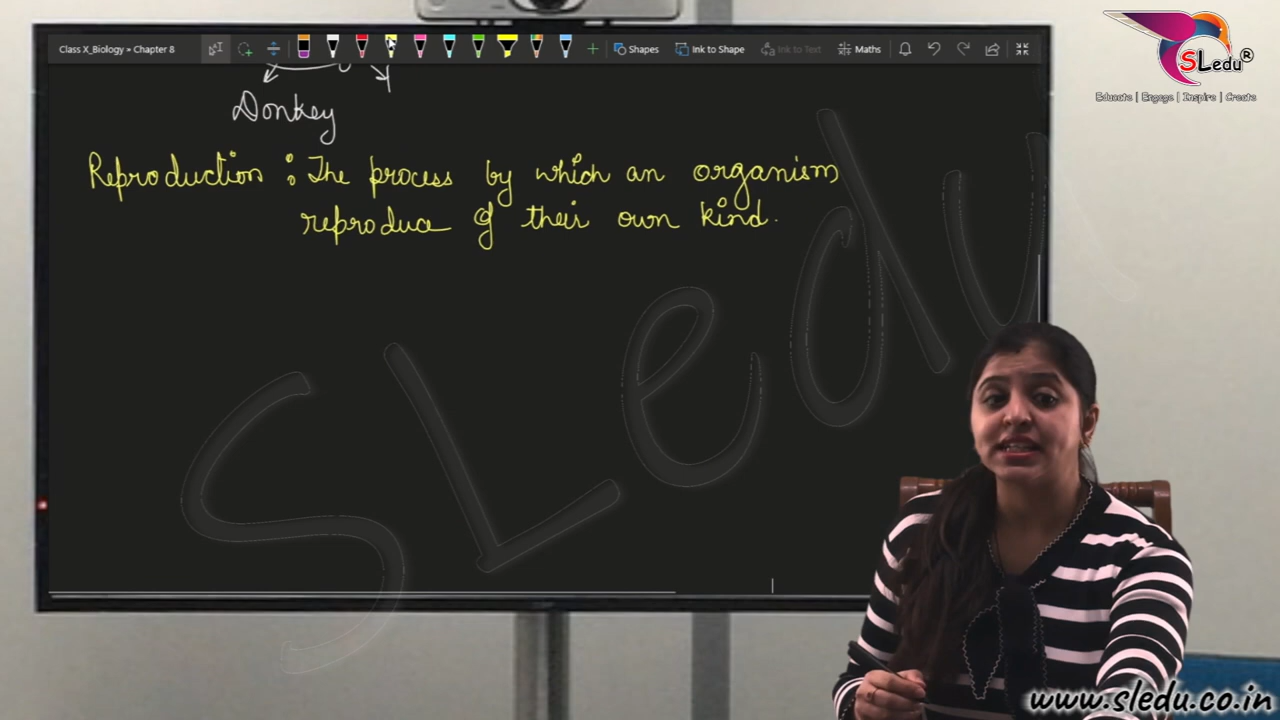 Class X_Biology » Chapter 8
Shapes
Ink to Shape
Ink to Text
Maths
SLedu®
Educate | Engage | Inspire | Create
Donkey
Reproduction : The process by which an organism
reproduce of their own kind.
SLedu
www.sledu.co.in